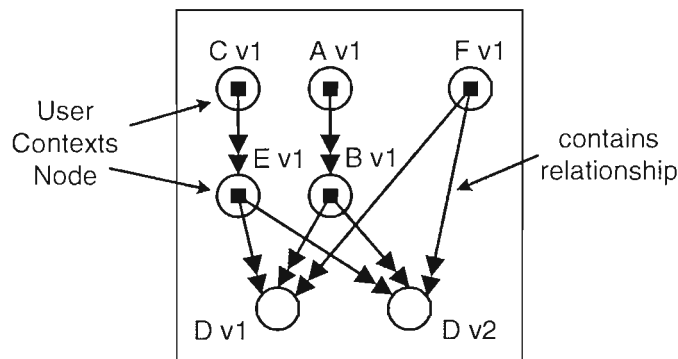 C v1 A v1 F v1
User
Contexts
Node
contains
relationship
E v1 B v1
D v1 D v2